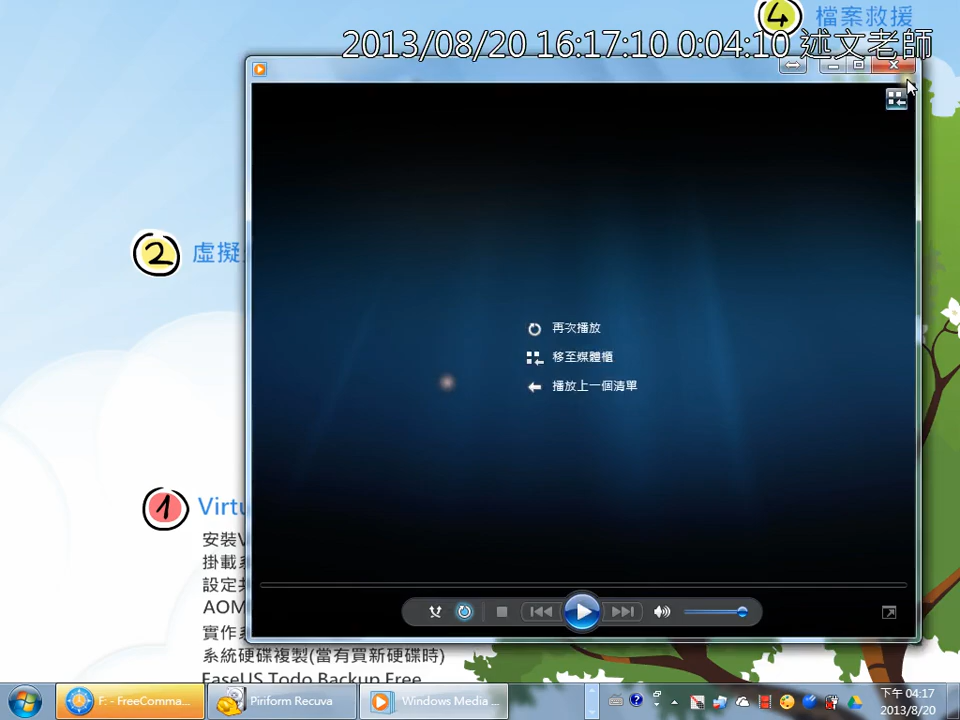 4 檔案救援
2013/08/20 16:17:10 0:04:10 述文老師
2 虛擬
再次播放
移至媒體櫃
播放上一個清單
1 Virtu
安裝V
掛載
設定共
AOM
實作
系統硬碟複製(當有買新硬碟時)
EaseUS Todo Backup Free
F:- FreeComma...
Piriform Recuva
Windows Media ...
下午 04:17
2013/8/20